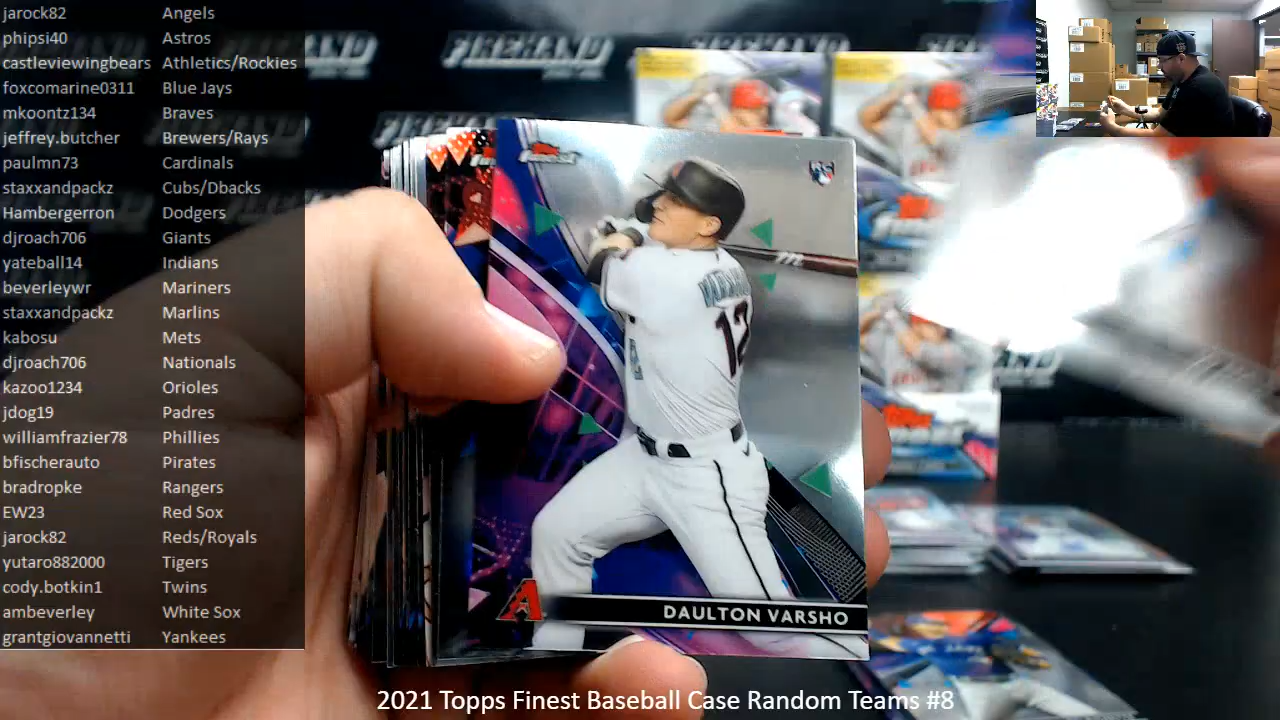 jarock82 Angels
phipsi40 Astros
castleviewingbears Athletics/Rockies
foxcomarine0311 Blue Jays
mkoontz134 Braves
jeffrey.butcher Brewers/Rays
paulmn73 Cardinals
staxxandpackz Cubs/Dbacks
Hambergerron Dodgers
djroach706 Giants
yateball14 Indians
beverleywr Mariners
staxxandpackz Marlins
kabosu Mets
djroach706 Nationals
kazoo1234 Orioles
jdog19 Padres
williamfrazier78 Phillies
bfischerauto Pirates
bradropke Rangers
EW23 Red Sox
jarock82 Reds/Royals
yutaro882000 Tigers
cody.botkin1 Twins
ambeverley White Sox
grantgiovannetti Yankees
FIREHAND
finest
12
DAULTON VARSHO
Topps
finest
2021 Topps Finest Baseball Case Random Teams #8